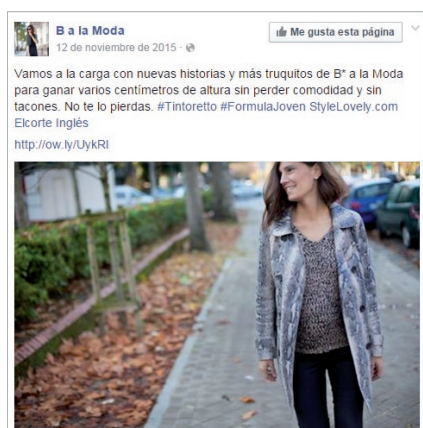 B a la Moda
Me gusta esta página
12 de noviembre de 2015 ·
Vamos a la carga con nuevas historias y más truquitos de B* a la Moda
para ganar varios centímetros de altura sin perder comodidad y sin
tacones. No te lo pierdas. #Tintoretto #FormulaJoven StyleLovely.com
Elcorte Inglés
http://ow.ly/UykRI